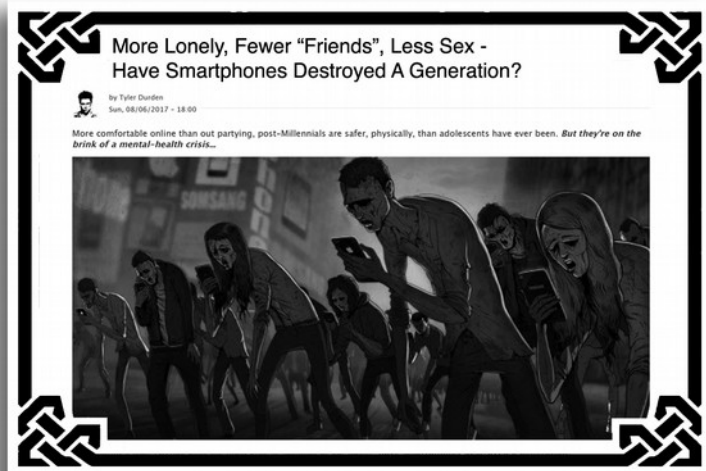 More Lonely, Fewer “Friends”, Less Sex -
Have Smartphones Destroyed A Generation?
by Tyler Durden
Sun, 08/06/2017 - 18:00
More comfortable online than out partying, post-Millennials are safer, physically, than adolescents have ever been. But they're on the
brink of a mental-health crisis...
SOMSANG